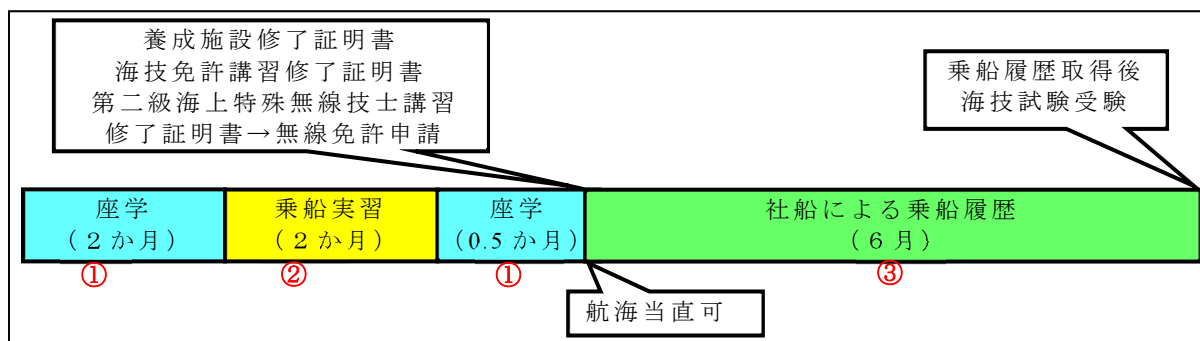 養成施設修了証明書
海技免許講習修了証明書
第二級海上特殊無線技士講習
修了証明書→無線免許申請
乗船履歴取得後
海技試験受験
座学
(２か月)
乗船実習
(２か月)
座学
(0.5か月)
社船による乗船履歴
(６月)
①
②
①
③
航海当直可